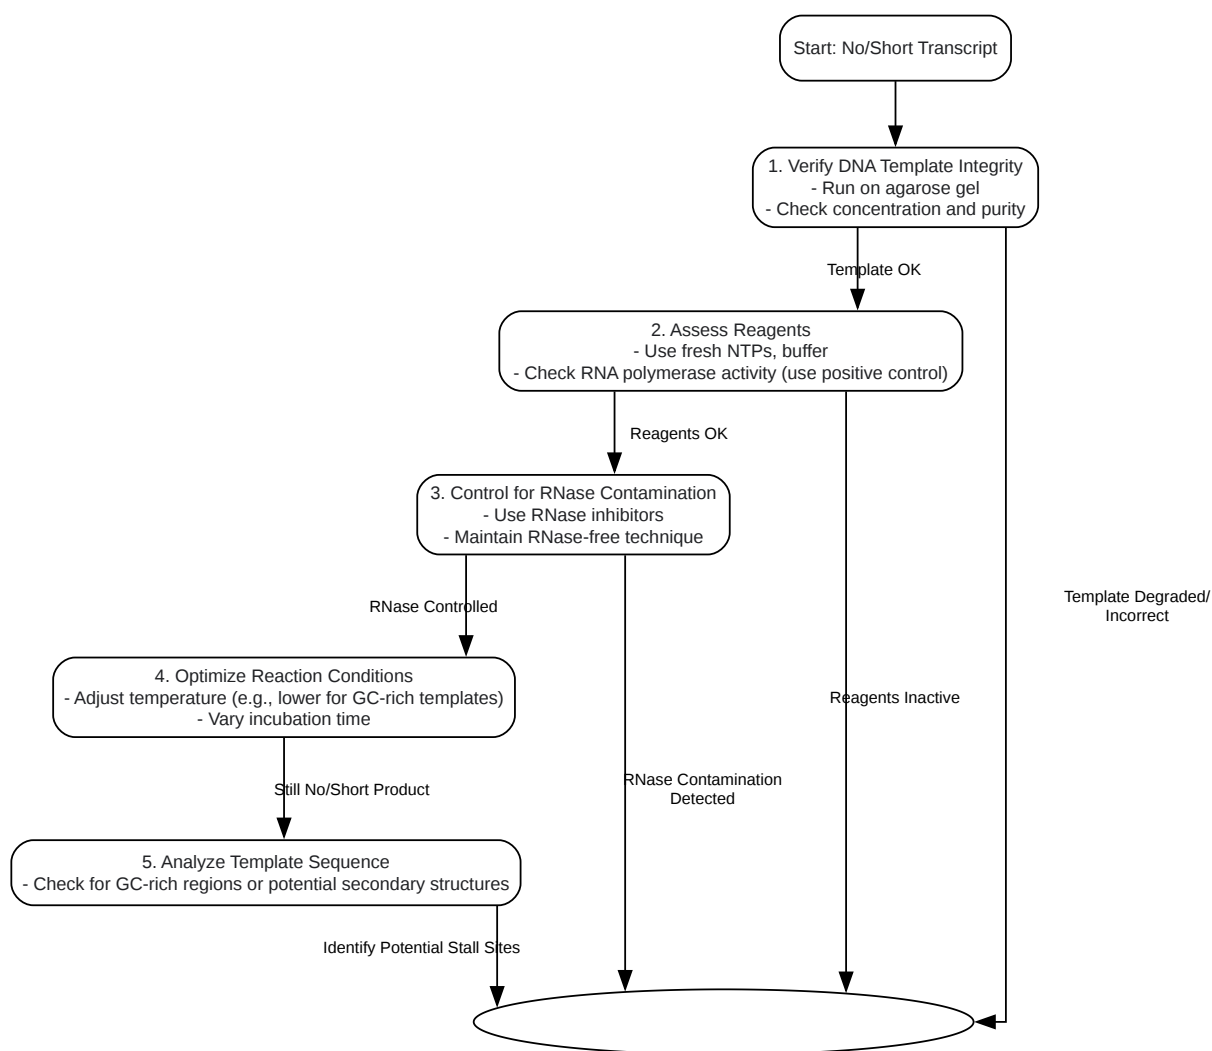 Start: No/Short Transcript
1. Verify DNA Template Integrity
- Run on agarose gel
- Check concentration and purity
Template OK
2. Assess Reagents
- Use fresh NTPs, buffer
- Check RNA polymerase activity (use positive control)
Reagents OK
3. Control for RNase Contamination
- Use RNase inhibitors
- Maintain RNase-free technique
Template Degraded/
Incorrect
RNase Controlled
4. Optimize Reaction Conditions
- Adjust temperature (e.g., lower for GC-rich templates)
- Vary incubation time
Reagents Inactive
Still No/Short Product
RNase Contamination
Detected
5. Analyze Template Sequence
- Check for GC-rich regions or potential secondary structures
Identify Potential Stall Sites